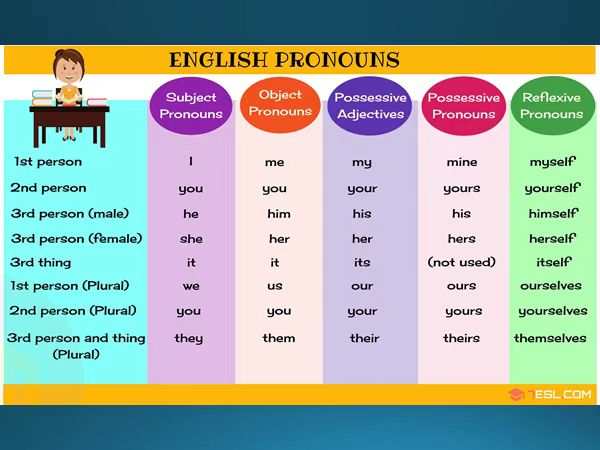 ENGLISH PRONOUNS
Subject Pronouns Object Pronouns Possessive Adjectives Possessive Pronouns Reflexive Pronouns
1st person I me my mine myself
2nd person you you your yours yourself
3rd person (male) he him his his himself
3rd person (female) she her her hers herself
3rd thing it it its (not used) itself
1st person (Plural) we us our ours ourselves
2nd person (Plural) you you your yours yourselves
3rd person and thing (Plural) they them their theirs themselves
7ESL.COM